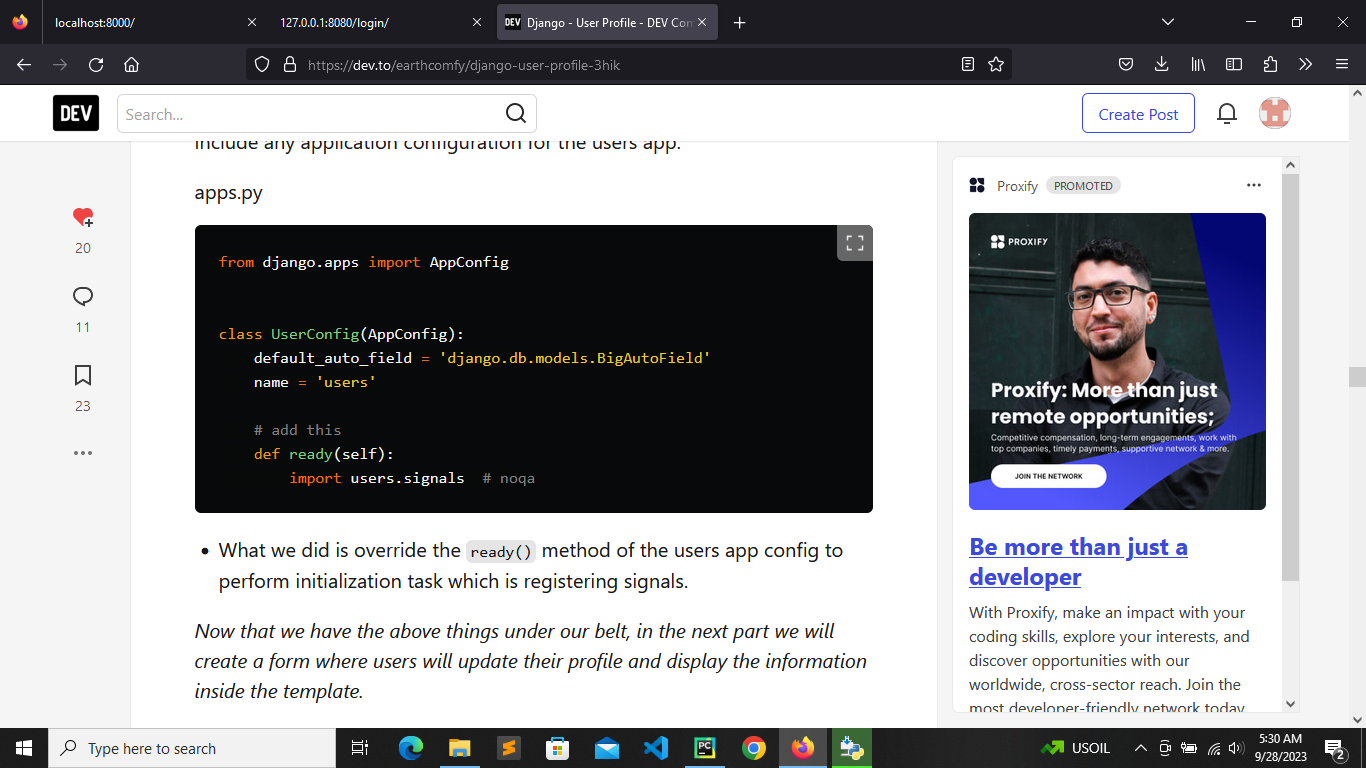 localhost:8000/
127.0.0.1:8080/login/
DEV Django - User Profile - DEV Com
https://dev.to/earthcomfy/django-user-profile-3hik
DEV
Search...
Create Post
include any application configuration for the users app.
apps.py
from django.apps import AppConfig
class UserConfig(AppConfig):
default_auto_field = 'django.db.models.BigAutoField'
name = 'users'
# add this
def ready(self):
import users.signals # noqa
What we did is override the ready() method of the users app config to
perform initialization task which is registering signals.
Now that we have the above things under our belt, in the next part we will
create a form where users will update their profile and display the information
inside the template.
20
11
23
Proxify PROMOTED
PROXIFY
Proxify: More than just
remote opportunities;
Competitive compensation, long-term engagements, work with
top companies, timely payments, supportive network & more.
JOIN THE NETWORK
Be more than just a
developer
With Proxify, make an impact with your
coding skills, explore your interests, and
discover opportunities with our
worldwide, cross-sector reach. Join the
most developer-friendly network today.
Type here to search
PC
USOIL
5:30 AM
9/28/2023
2